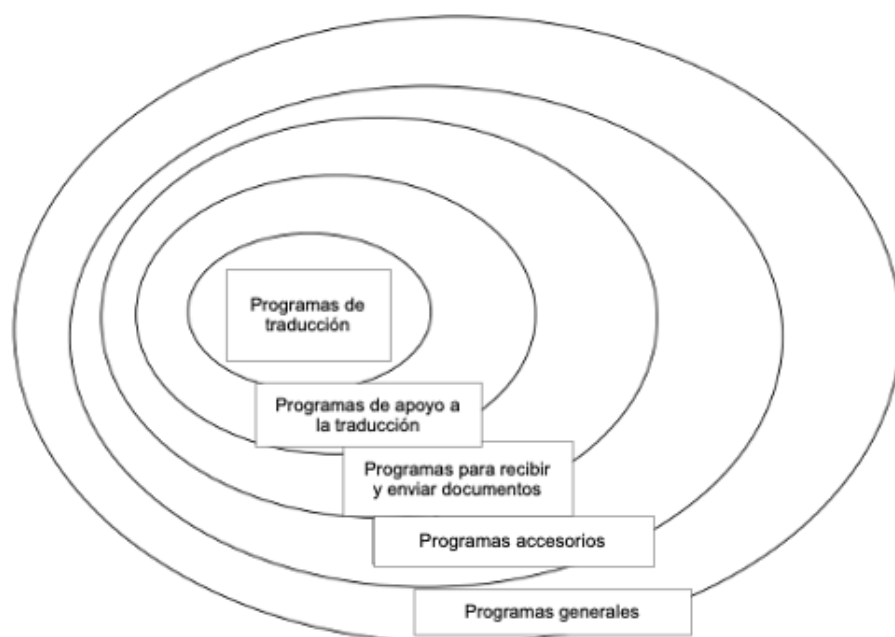 Programas de
traducción
Programas de apoyo a
la traducción
Programas para recibir
y enviar documentos
Programas accesorios
Programas generales